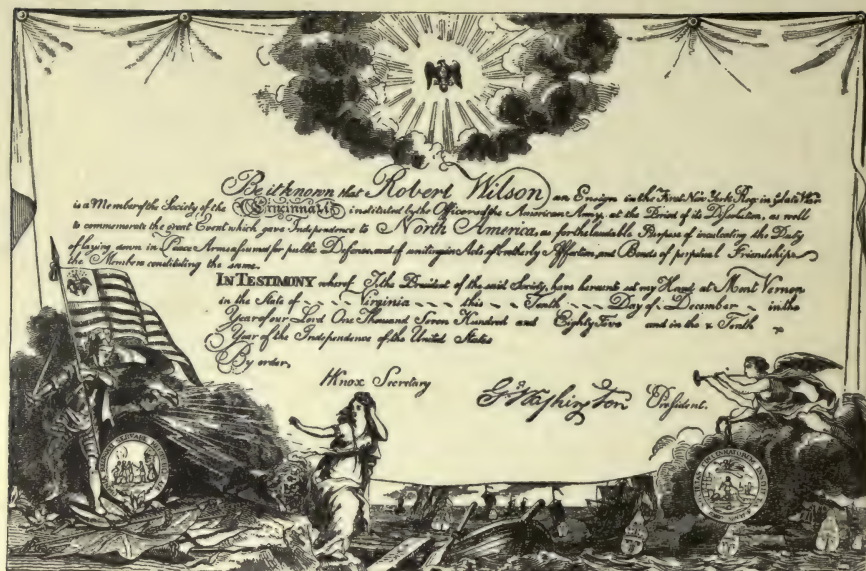 Be it known that Robert Wilson an Ensign in the First New York Reg: in ye late War
is a Member of the Society of the Cincinnati instituted by the Officers of the American Army, at the Period of its Dissolution, as well
to commemorate the great Event which gave Independence to North America, as for the laudable Purpose of inculcating the Duty
of laying down in Peace Arms assumed for public Defence, and of uniting in Acts of brotherly Affection, and Bonds of perpetual Friendship,
the Members constituting the same.
IN TESTIMONY whereof I, the President of the said Society, have hereunto set my Hand at Mont Vernon
in the State of Virginia this Tenth Day of December in the
Year of our Lord One Thousand Seven Hundred and Eighty Five and in the Tenth
Year of the Independence of the United States
By order,
HKnox Secretary
G:Washington President.
OMNIA SERVARE REMPUB